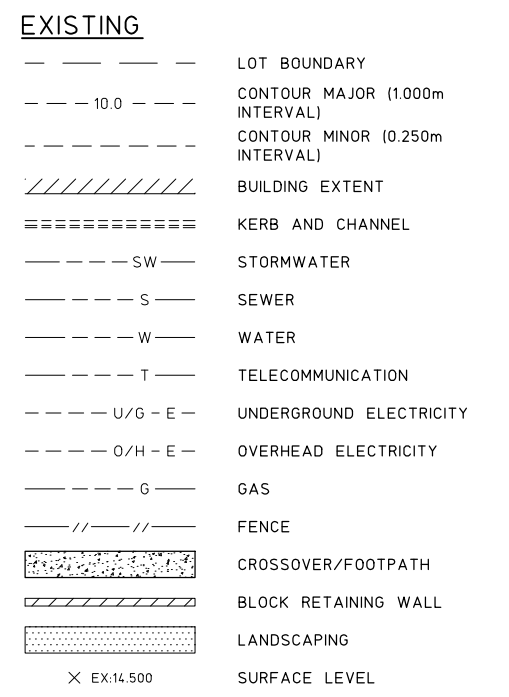 EXISTING
LOT BOUNDARY
10.0 CONTOUR MAJOR (1.000m
INTERVAL)
CONTOUR MINOR (0.250m
INTERVAL)
BUILDING EXTENT
KERB AND CHANNEL
SW STORMWATER
S SEWER
W WATER
T TELECOMMUNICATION
U/G - E UNDERGROUND ELECTRICITY
O/H - E OVERHEAD ELECTRICITY
G GAS
FENCE
CROSSOVER/FOOTPATH
BLOCK RETAINING WALL
LANDSCAPING
EX:14.500 SURFACE LEVEL